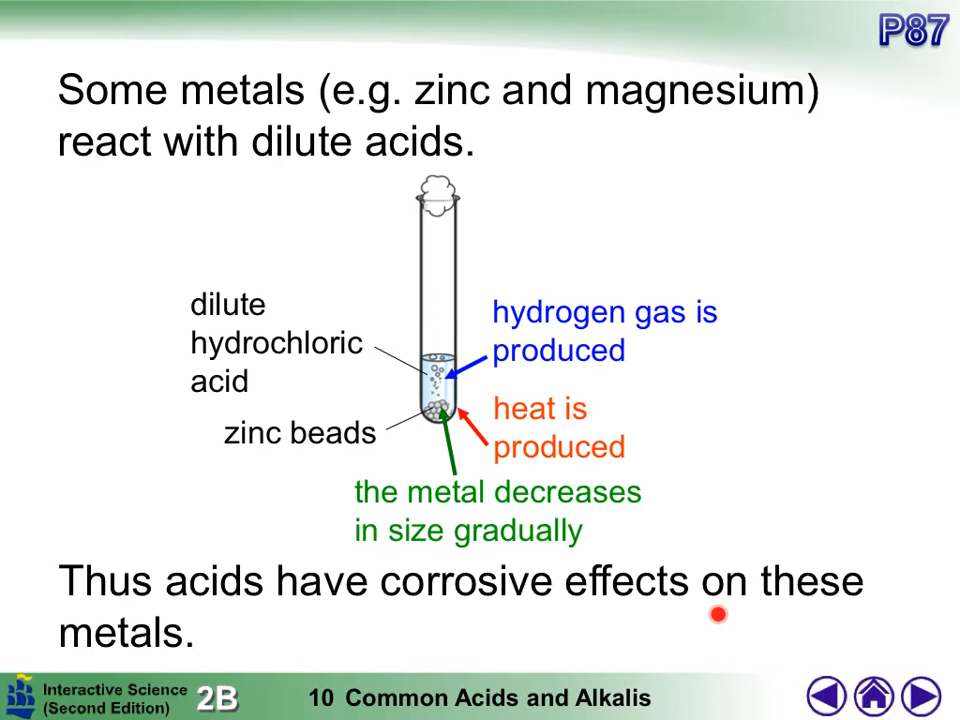 P87
Some metals (e.g. zinc and magnesium)
react with dilute acids.
dilute
hydrochloric
acid
zinc beads
hydrogen gas is
produced
heat is
produced
the metal decreases
in size gradually
Thus acids have corrosive effects on these
metals.
Interactive Science
(Second Edition)
2B
10 Common Acids and Alkalis